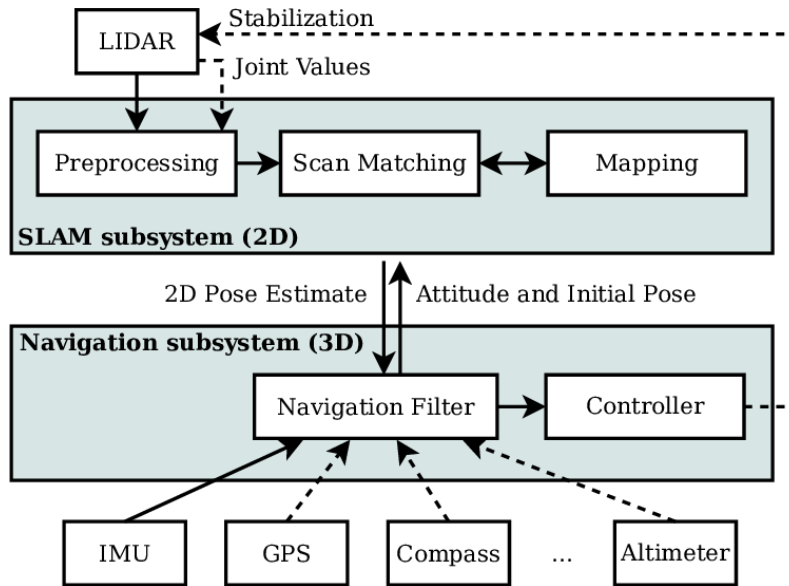 Stabilization
LIDAR
Joint Values
Preprocessing
Scan Matching
Mapping
SLAM subsystem (2D)
2D Pose Estimate
Attitude and Initial Pose
Navigation subsystem (3D)
Navigation Filter
Controller
IMU
GPS
Compass
...
Altimeter